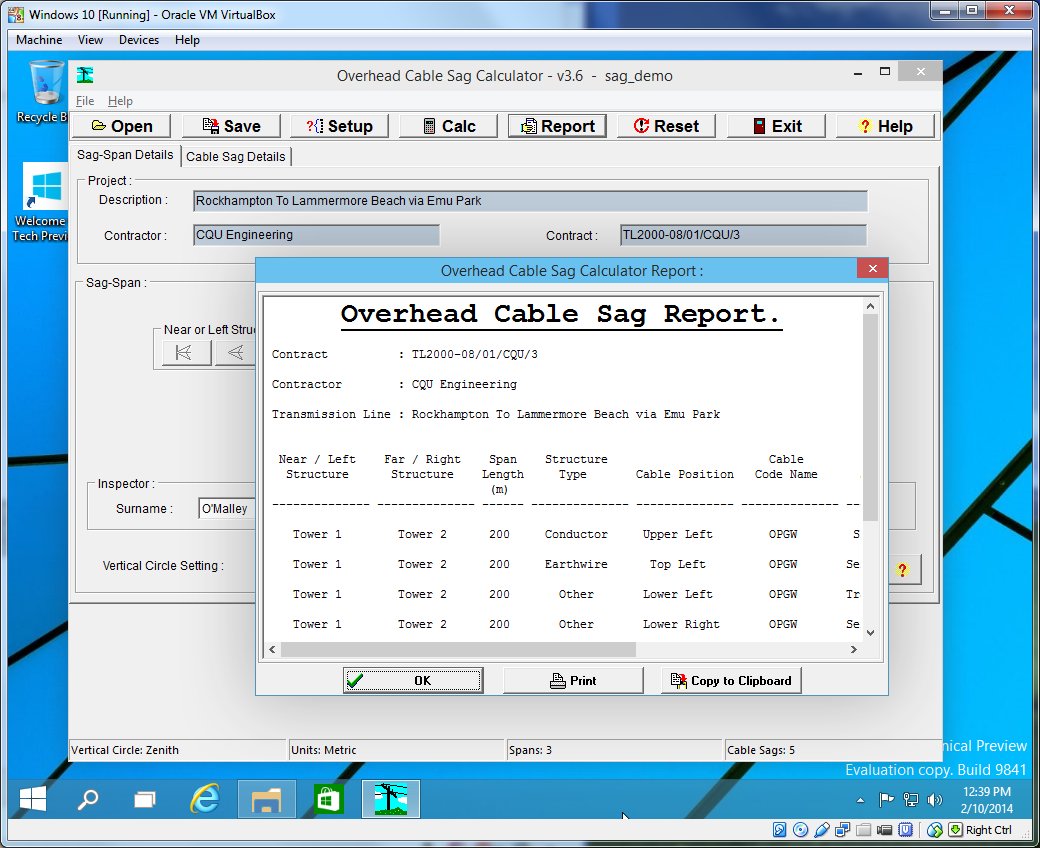 Windows 10 [Running] - Oracle VM VirtualBox
Machine View Devices Help
Recycle B
Welcome
Tech Previ
Overhead Cable Sag Calculator - v3.6 - sag_demo
File Help
Open Save ?{} Setup Calc Report Reset Exit ? Help
Sag-Span Details Cable Sag Details
Project :
Description : Rockhampton To Lammermore Beach via Emu Park
Contractor : CQU Engineering Contract : TL2000-08/01/CQU/3
Sag-Span :
Near or Left Stru
Inspector :
Surname : O'Malley
Vertical Circle Setting :
?
Overhead Cable Sag Calculator Report :
Overhead Cable Sag Report.
Contract : TL2000-08/01/CQU/3
Contractor : CQU Engineering
Transmission Line : Rockhampton To Lammermore Beach via Emu Park
Near / Left Far / Right Span Structure Cable
Structure Structure Length Type Cable Position Code Name
(m)
-------------- -------------- ------ -------------- -------------- -------------- --
Tower 1 Tower 2 200 Conductor Upper Left OPGW S
Tower 1 Tower 2 200 Earthwire Top Left OPGW Se
Tower 1 Tower 2 200 Other Lower Left OPGW Tr
Tower 1 Tower 2 200 Other Lower Right OPGW Se
OK Print Copy to Clipboard
Vertical Circle: Zenith Units: Metric Spans: 3 Cable Sags: 5
nical Preview
Evaluation copy. Build 9841
12:39 PM
2/10/2014
Right Ctrl